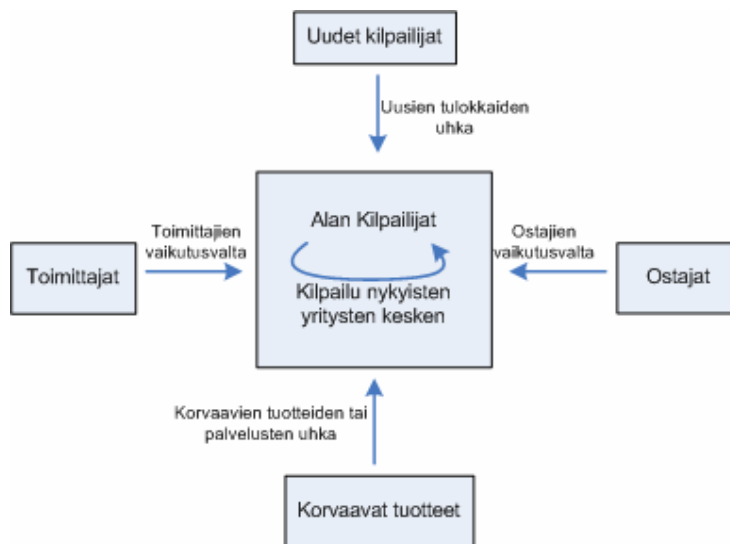 Uudet kilpailijat
Uusien tulokkaiden
uhka
Alan Kilpailijat
Kilpailu nykyisten
yritysten kesken
Toimittajien
vaikutusvalta
Toimittajat
Ostajien
vaikutusvalta
Ostajat
Korvaavien tuotteiden tai
palvelusten uhka
Korvaavat tuotteet